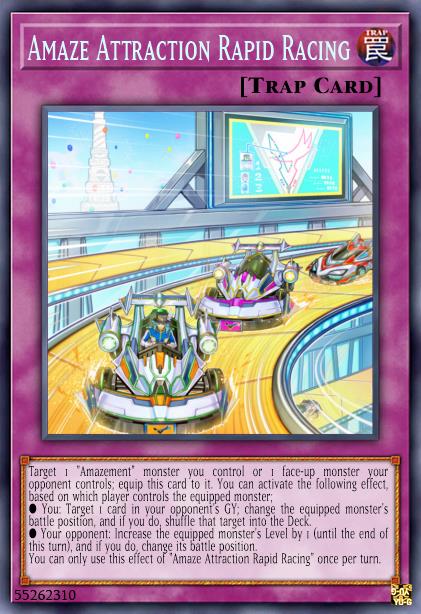 AMAZE ATTRACTION RAPID RACING
TRAP
罠
[TRAP CARD]
1
2
3
Target 1 "Amazement" monster you control or 1 face-up monster your
opponent controls; equip this card to it. You can activate the following effect,
based on which player controls the equipped monster;
● You: Target 1 card in your opponent's GY; change the equipped monster's
battle position, and if you do, shuffle that target into the Deck.
● Your opponent: Increase the equipped monster's Level by 1 (until the end of
this turn), and if you do, change its battle position.
You can only use this effect of "Amaze Attraction Rapid Racing" once per turn.
55262310